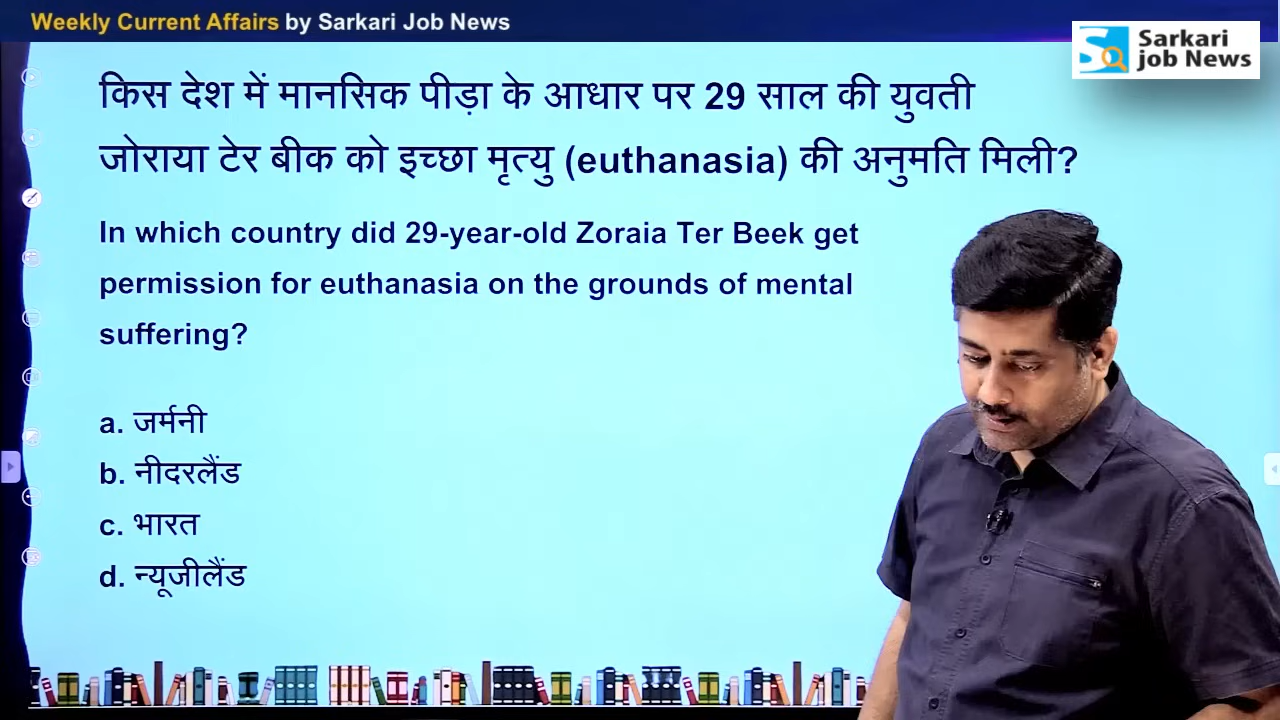 Weekly Current Affairs by Sarkari Job News
Sarkari
job News
किस देश में मानसिक पीड़ा के आधार पर 29 साल की युवती
जोराया टेर बीक को इच्छा मृत्यु (euthanasia) की अनुमति मिली?
In which country did 29-year-old Zoraia Ter Beek get
permission for euthanasia on the grounds of mental
suffering?
a. जर्मनी
b. नीदरलैंड
c. भारत
d. न्यूजीलैंड